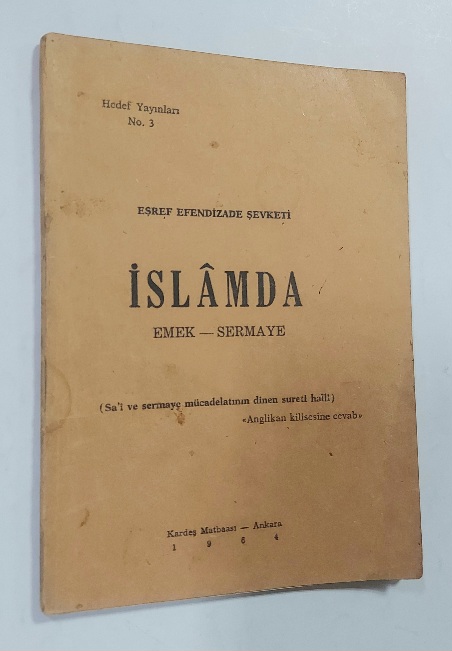 Hedef Yayınları
No. 3
EŞREF EFENDİZADE ŞEVKETİ
İSLÂMDA
EMEK — SERMAYE
(Sa'i ve sermaye mücadelatının dinen sureti halli)
«Anglikan kilisesine cevab»
Kardeş Matbaası — Ankara
1 9 6 4